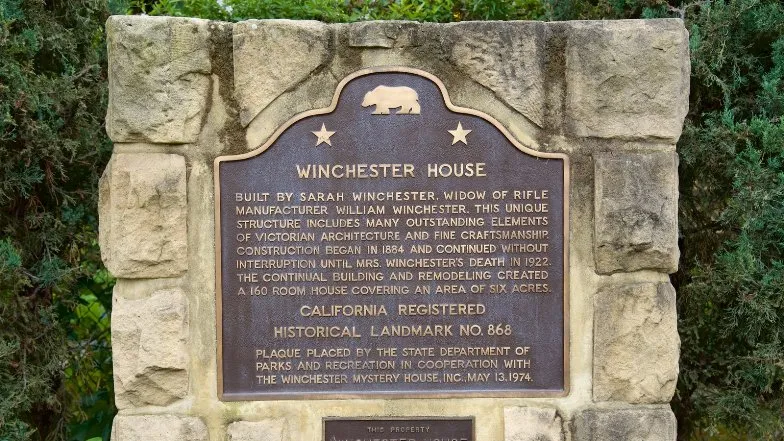 WINCHESTER HOUSE
BUILT BY SARAH WINCHESTER. WIDOW OF RIFLE
MANUFACTURER WILLIAM WINCHESTER. THIS UNIQUE
STRUCTURE INCLUDES MANY OUTSTANDING ELEMENTS
OF VICTORIAN ARCHITECTURE AND FINE CRAFTSMANSHIP.
CONSTRUCTION BEGAN IN 1884 AND CONTINUED WITHOUT
INTERRUPTION UNTIL MRS. WINCHESTER'S DEATH IN 1922.
THE CONTINUAL BUILDING AND REMODELING CREATED
A 160 ROOM HOUSE COVERING AN AREA OF SIX ACRES.
CALIFORNIA REGISTERED
HISTORICAL LANDMARK NO. 868
PLAQUE PLACED BY THE STATE DEPARTMENT OF
PARKS AND RECREATION IN COOPERATION WITH
THE WINCHESTER MYSTERY HOUSE, INC., MAY 13, 1974.
THIS PROPERTY
WINCHESTER HOUSE